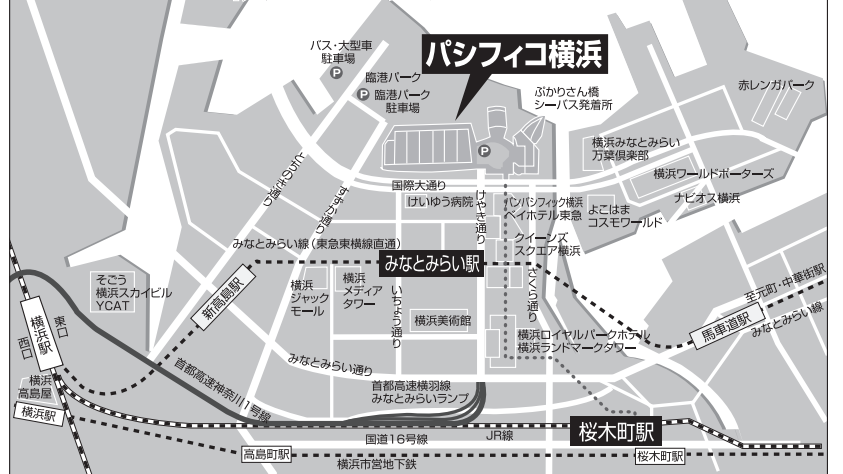 バス・大型車
駐車場
P
パシフィコ横浜
臨港パーク
P 臨港パーク
駐車場
ぷかりさん橋
シーバス発着所
赤レンガパーク
P
横浜みなとみらい
万葉倶楽部
横浜ワールドポーターズ
ナビオス横浜
とちのき通り
すずかけ通り
国際大通り
けいゆう病院
けやき通り
パンパシフィック横浜
ベイホテル東急
よこはま
コスモワールド
みなとみらい線(東急東横線直通)
クイーンズ
スクエア横浜
みなとみらい駅
さくら通り
そごう
横浜スカイビル
YCAT
新高島駅
横浜
ジャック
モール
横浜
メディア
タワー
いちょう通り
横浜美術館
至元町・中華街駅
馬車道駅
みなとみらい線
横浜駅
東口
西口
横浜ロイヤルパークホテル
横浜ランドマークタワー
みなとみらい通り
首都高速神奈川1号線
首都高速横羽線
みなとみらいランプ
横浜
高島屋
横浜駅
桜木町駅
国道16号線
JR線
高島町駅
横浜市営地下鉄
桜木町駅